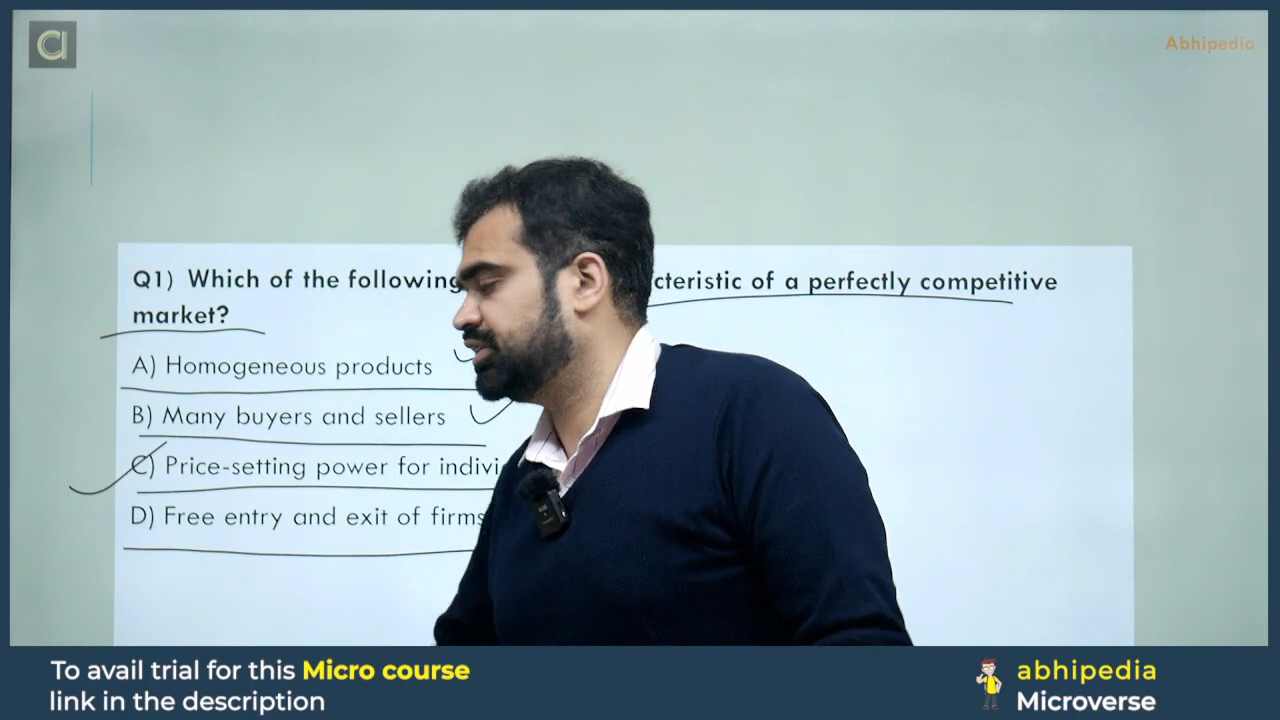 Abhipedia
Q1) Which of the following cteristic of a perfectly competitive
market?
A) Homogeneous products
B) Many buyers and sellers
C) Price-setting power for indivi
D) Free entry and exit of firms
To avail trial for this Micro course
link in the description
abhipedia
Microverse